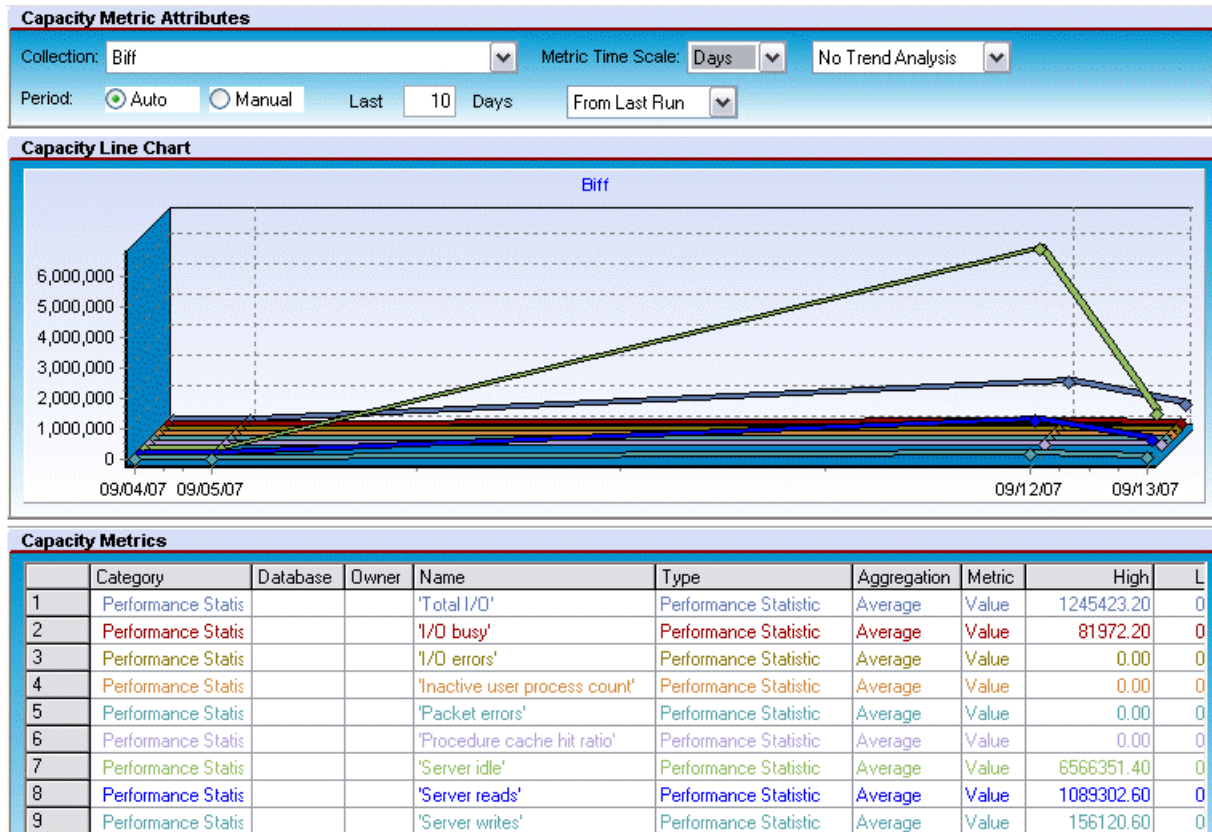 Capacity Metric Attributes
Collection: Biff Metric Time Scale: Days No Trend Analysis
Period: Auto Manual Last 10 Days From Last Run
Capacity Line Chart
Biff
6,000,000
5,000,000
4,000,000
3,000,000
2,000,000
1,000,000
0
09/04/07 09/05/07 09/12/07 09/13/07
Capacity Metrics
Category Database Owner Name Type Aggregation Metric High L
1 Performance Statis 'Total I/O' Performance Statistic Average Value 1245423.20 0
2 Performance Statis 'I/O busy' Performance Statistic Average Value 81972.20 0
3 Performance Statis 'I/O errors' Performance Statistic Average Value 0.00 0
4 Performance Statis 'Inactive user process count' Performance Statistic Average Value 0.00 0
5 Performance Statis 'Packet errors' Performance Statistic Average Value 0.00 0
6 Performance Statis 'Procedure cache hit ratio' Performance Statistic Average Value 0.00 0
7 Performance Statis 'Server idle' Performance Statistic Average Value 6566351.40 0
8 Performance Statis 'Server reads' Performance Statistic Average Value 1089302.60 0
9 Performance Statis 'Server writes' Performance Statistic Average Value 156120.60 0